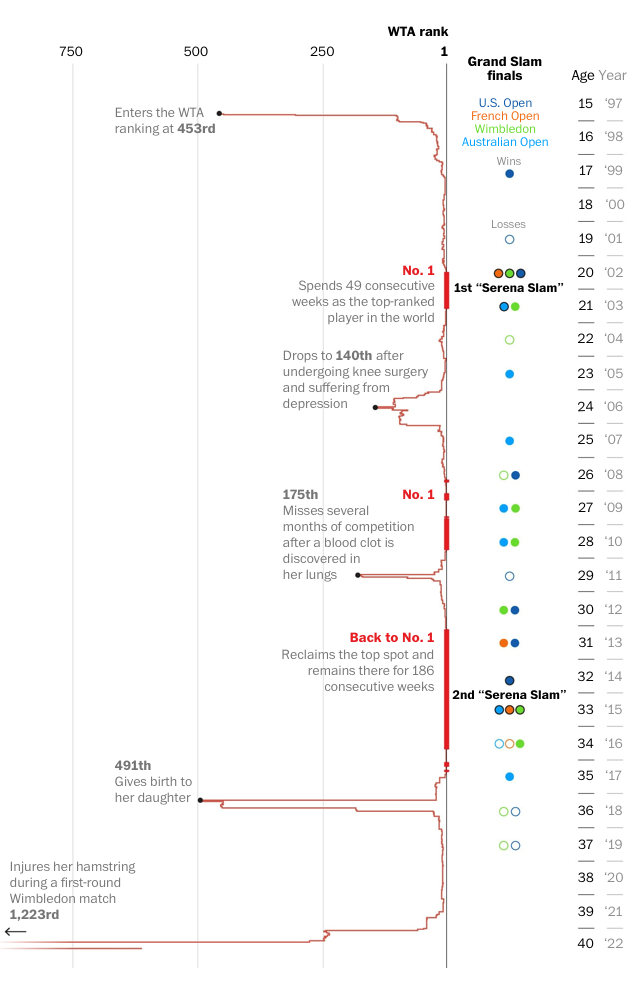 WTA rank
750
500
250
1
Grand Slam
finals
Age Year
U.S. Open
French Open
Wimbledon
Australian Open
Enters the WTA
ranking at 453rd
15 ‘97
16 ‘98
Wins
17 ‘99
18 ‘00
Losses
19 ‘01
No. 1
Spends 49 consecutive
weeks as the top-ranked
player in the world
20 ‘02
1st “Serena Slam”
21 ‘03
22 ‘04
Drops to 140th after
undergoing knee surgery
and suffering from
depression
23 ‘05
24 ‘06
25 ‘07
26 ‘08
175th
No. 1
Misses several
months of competition
after a blood clot is
discovered in
her lungs
27 ‘09
28 ‘10
29 ‘11
30 ‘12
Back to No. 1
Reclaims the top spot and
remains there for 186
consecutive weeks
31 ‘13
32 ‘14
2nd “Serena Slam”
33 ‘15
34 ‘16
491th
Gives birth to
her daughter
35 ‘17
36 ‘18
37 ‘19
Injures her hamstring
during a first-round
Wimbledon match
1,223rd
38 ‘20
39 ‘21
40 ‘22